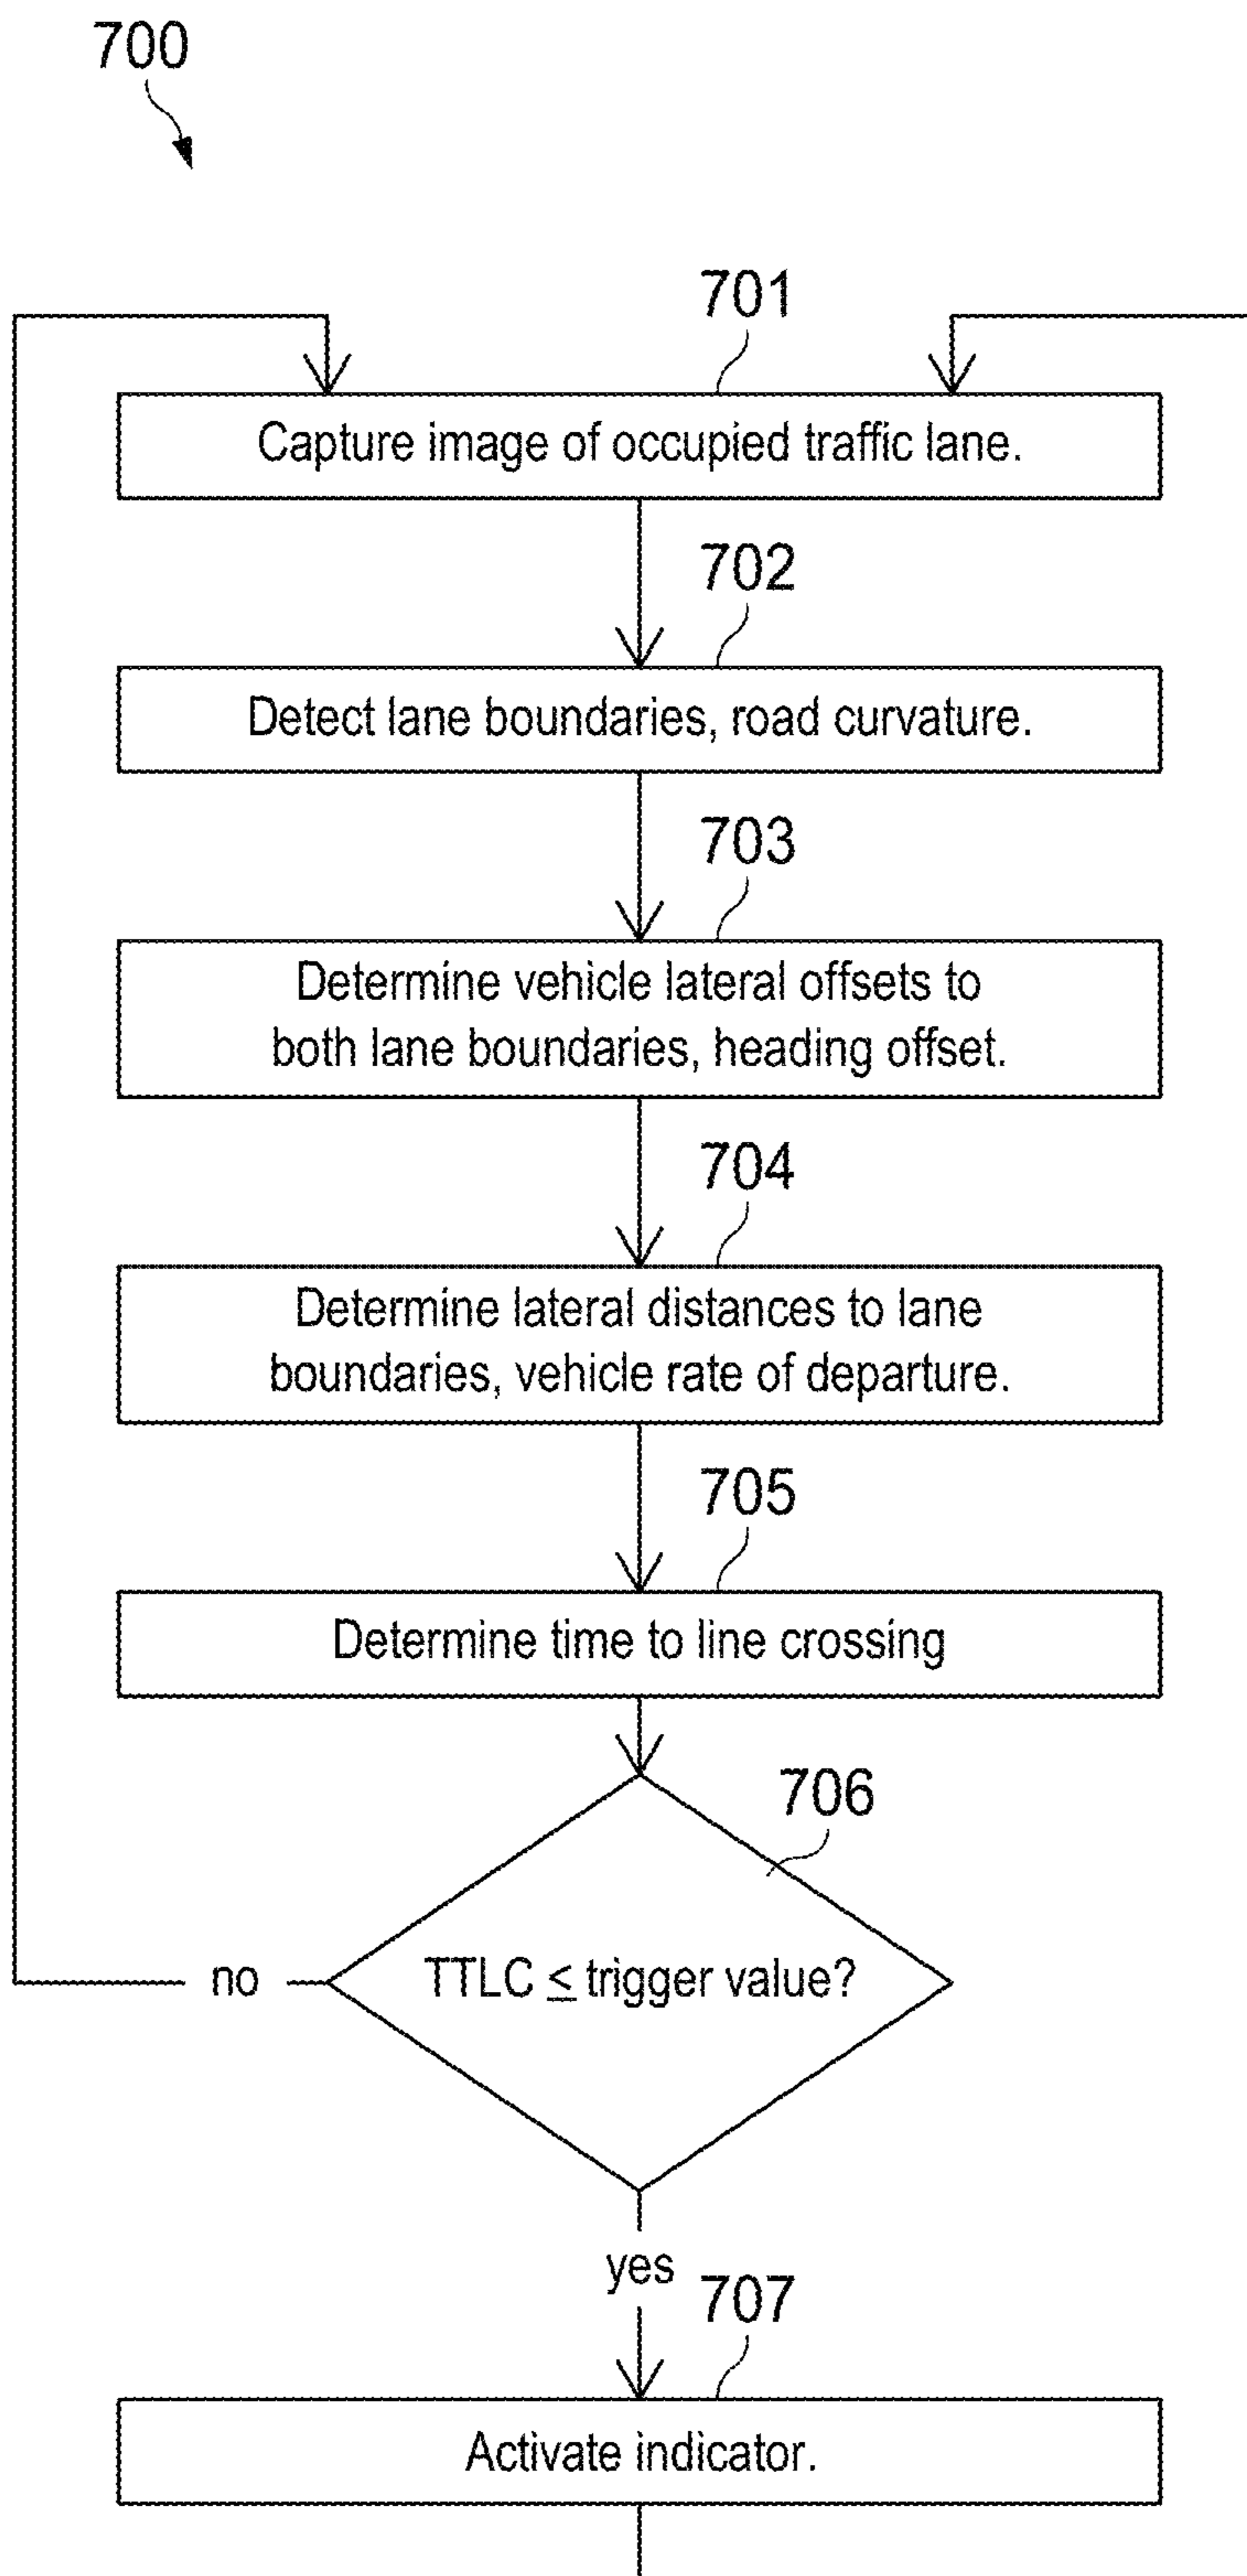 700
701
Capture image of occupied traffic lane.
702
Detect lane boundaries, road curvature.
703
Determine vehicle lateral offsets to
both lane boundaries, heading offset.
704
Determine lateral distances to lane
boundaries, vehicle rate of departure.
705
Determine time to line crossing
706
TTLC ≤ trigger value?
no
yes
707
Activate indicator.